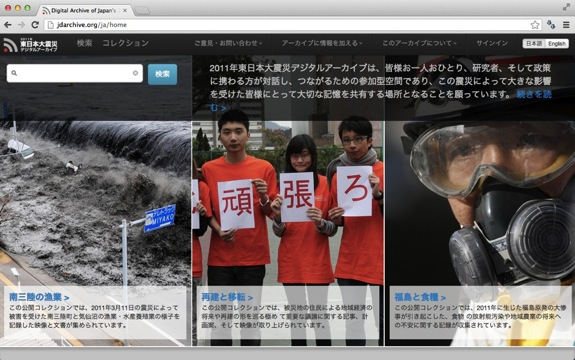 Digital Archive of Japan's
jdarchive.org/ja/home
2011年
東日本大震災
デジタルアーカイブ
検索 コレクション ご意見・お問い合わせ アーカイブに情報を加える このアーカイブについて サインイン 日本語 English
検索
2011年東日本大震災デジタルアーカイブは、皆様お一人おひとり、研究者、そして政策
に携わる方が対話し、つながるための参加型空間であり、この震災によって大きな影響
を受けた皆様にとって大切な記憶を共有する場所となることを願っています。 続きを読
む >
MIYAKO
頑 張 ろ
南三陸の漁業 >
この公開コレクションでは、2011年3月11日の震災によって
被害を受けた南三陸町と気仙沼の漁業・水産養殖業の様子を
記録した映像と文書が集められています。
再建と移転 >
この公開コレクションでは、被災地の住民による地域経済の
将来や再建の形を巡る極めて重要な議論に関する記事、計
画案、そして映像が取り上げられています。
福島と食糧 >
この公開コレクションでは、2011年に生じた福島原発の大惨
事が引き起こした、食物 の放射能汚染や地域農業の将来へ
の不安に関する記録が収集されています。